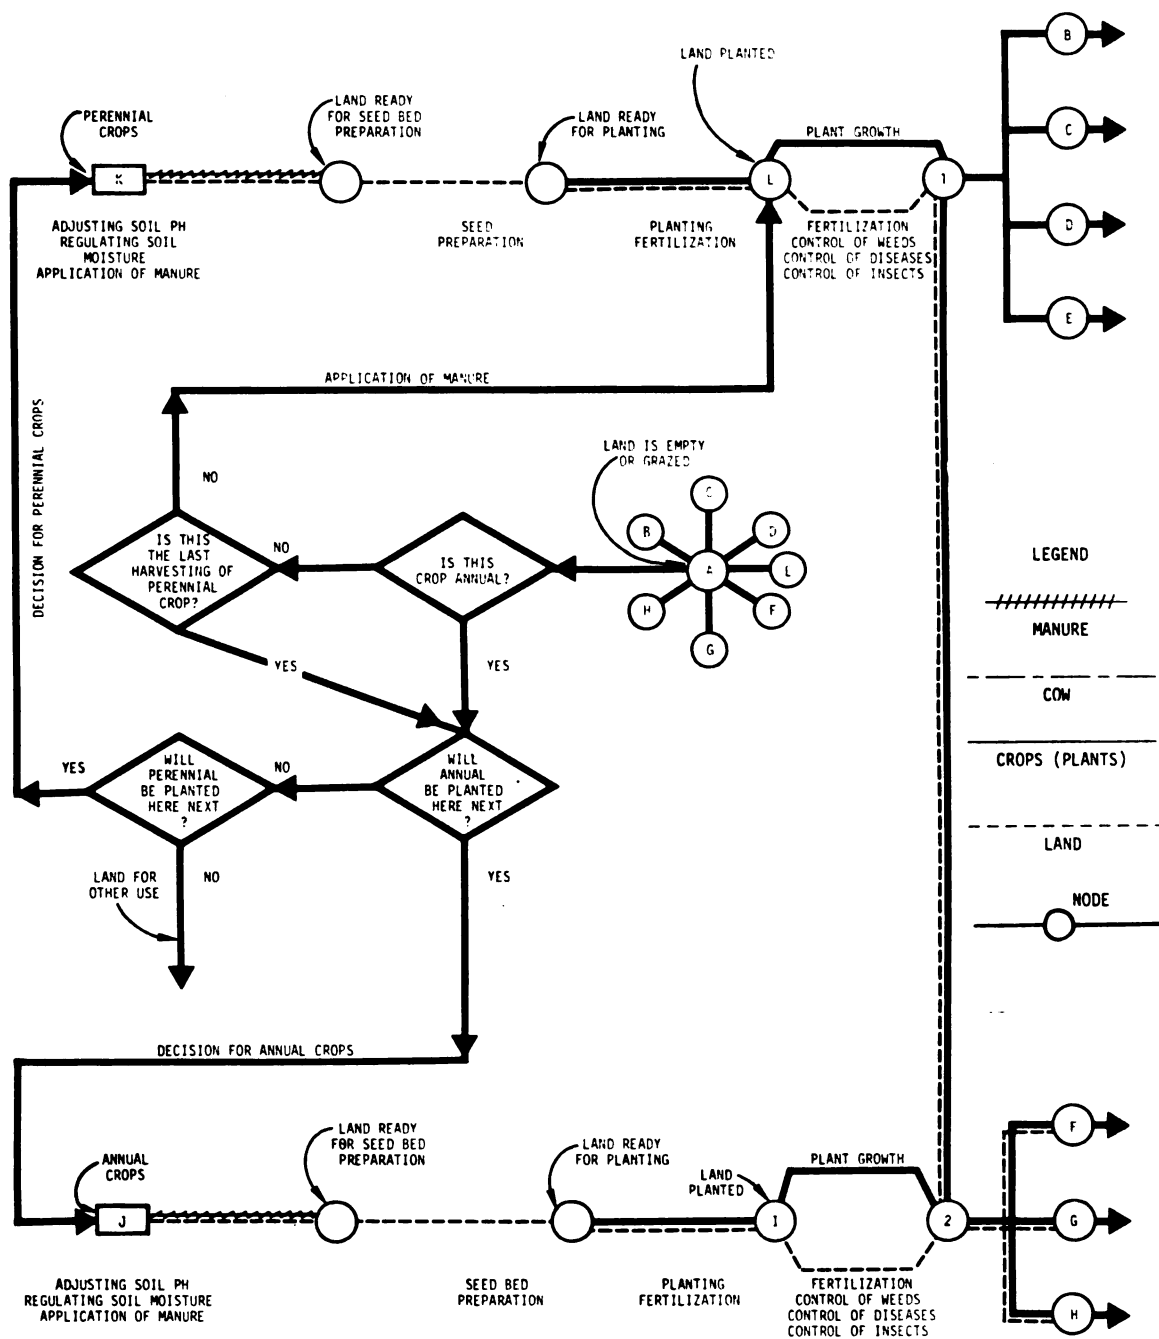 B
LAND PLANTED
LAND READY
FOR SEED BED
PREPARATION
PERENNIAL
CROPS
LAND READY
FOR PLANTING
PLANT GROWTH
C
K
L
1
ADJUSTING SOIL PH
REGULATING SOIL
MOISTURE
APPLICATION OF MANURE
SEED
PREPARATION
PLANTING
FERTILIZATION
FERTILIZATION
CONTROL OF WEEDS
CONTROL OF DISEASES
CONTROL OF INSECTS
D
E
APPLICATION OF MANURE
DECISION FOR PERENNIAL CROPS
NO
LAND IS EMPTY
OR GRAZED
C
B
D
A
E
H
F
G
IS THIS
THE LAST
HARVESTING OF
PERENNIAL
CROP?
NO
IS THIS
CROP ANNUAL?
YES
YES
LEGEND
MANURE
COW
CROPS (PLANTS)
LAND
NODE
YES
WILL
PERENNIAL
BE PLANTED
HERE NEXT
?
NO
WILL
ANNUAL
BE PLANTED
HERE NEXT
?
LAND FOR
OTHER USE
NO
YES
DECISION FOR ANNUAL CROPS
LAND READY
FOR SEED BED
PREPARATION
ANNUAL
CROPS
LAND READY
FOR PLANTING
LAND
PLANTED
PLANT GROWTH
F
J
I
2
G
ADJUSTING SOIL PH
REGULATING SOIL MOISTURE
APPLICATION OF MANURE
SEED BED
PREPARATION
PLANTING
FERTILIZATION
FERTILIZATION
CONTROL OF WEEDS
CONTROL OF DISEASES
CONTROL OF INSECTS
H